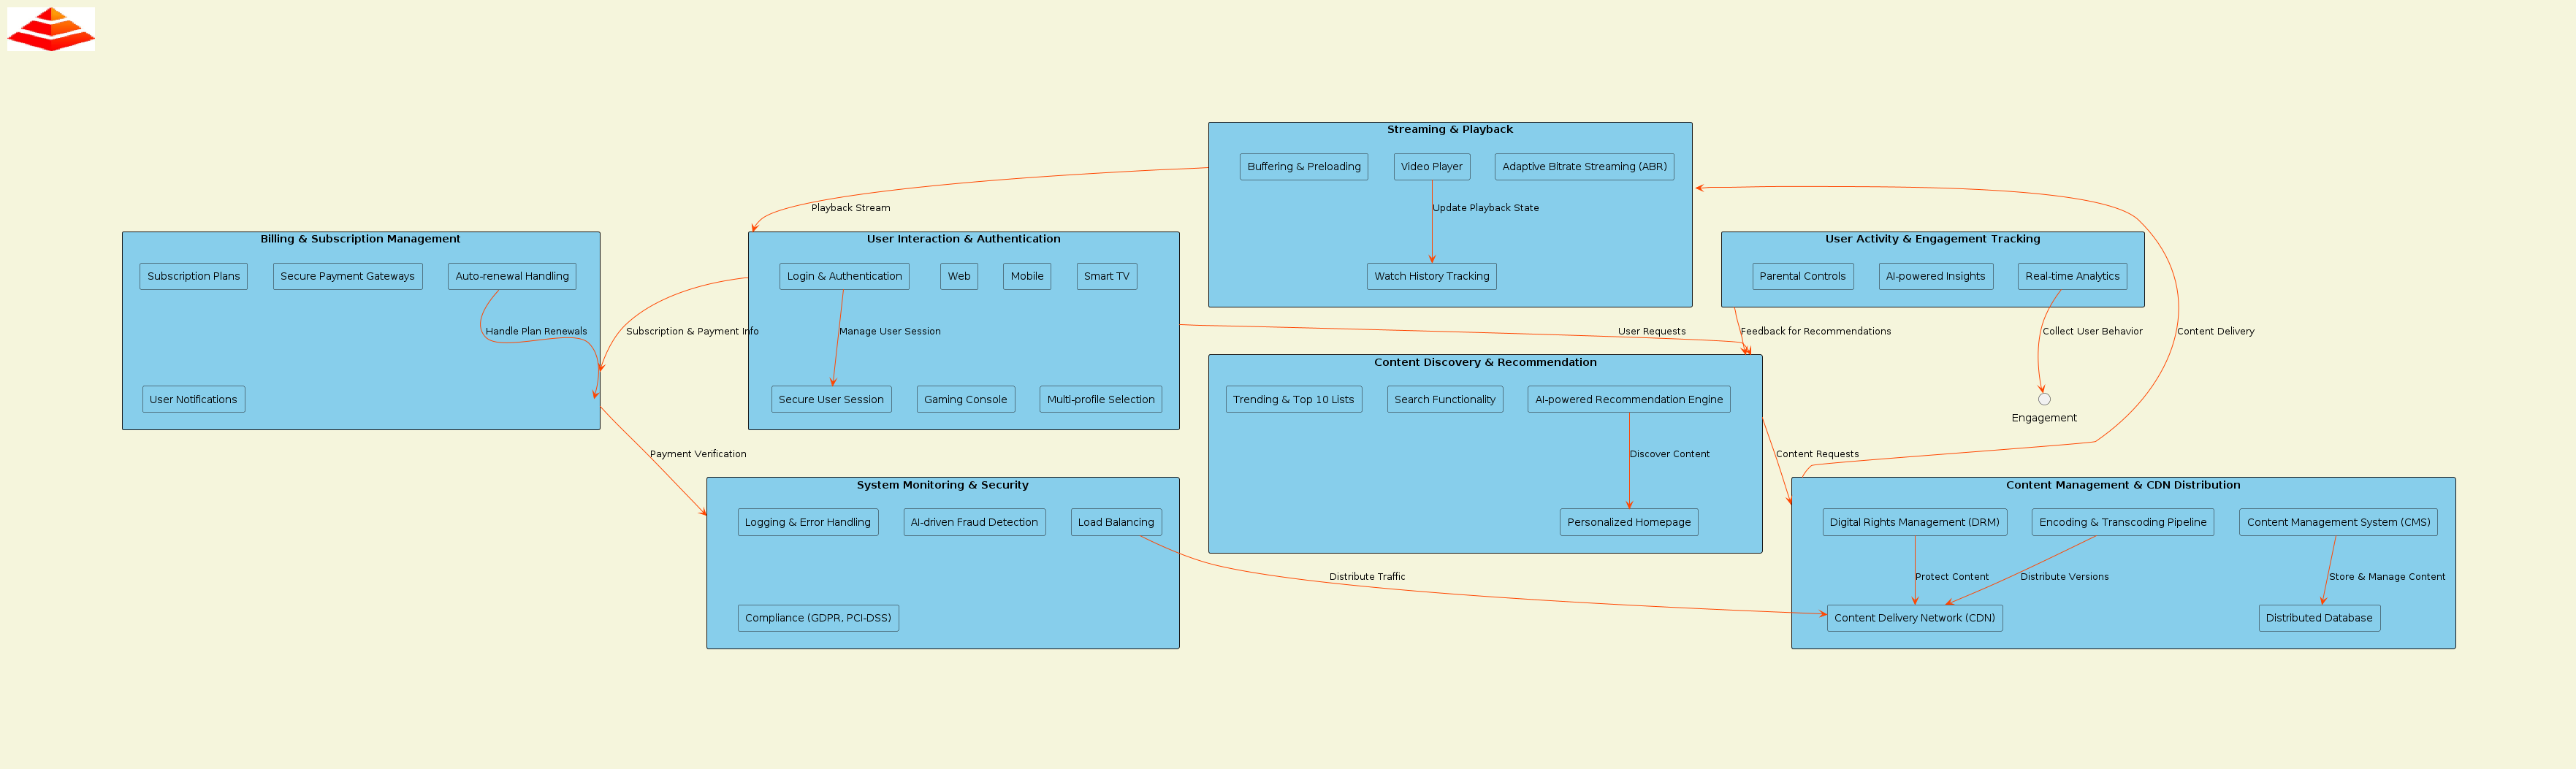 Streaming & Playback
Buffering & Preloading
Video Player
Adaptive Bitrate Streaming (ABR)
Playback Stream
Update Playback State
Watch History Tracking
Billing & Subscription Management
Subscription Plans
Secure Payment Gateways
Auto-renewal Handling
Handle Plan Renewals
User Notifications
Subscription & Payment Info
User Interaction & Authentication
Login & Authentication
Web
Mobile
Smart TV
Manage User Session
Secure User Session
Gaming Console
Multi-profile Selection
User Requests
User Activity & Engagement Tracking
Parental Controls
AI-powered Insights
Real-time Analytics
Feedback for Recommendations
Collect User Behavior
Content Delivery
Engagement
Content Discovery & Recommendation
Trending & Top 10 Lists
Search Functionality
AI-powered Recommendation Engine
Discover Content
Personalized Homepage
Content Requests
Payment Verification
System Monitoring & Security
Logging & Error Handling
AI-driven Fraud Detection
Load Balancing
Distribute Traffic
Compliance (GDPR, PCI-DSS)
Content Management & CDN Distribution
Digital Rights Management (DRM)
Encoding & Transcoding Pipeline
Content Management System (CMS)
Protect Content
Distribute Versions
Store & Manage Content
Content Delivery Network (CDN)
Distributed Database